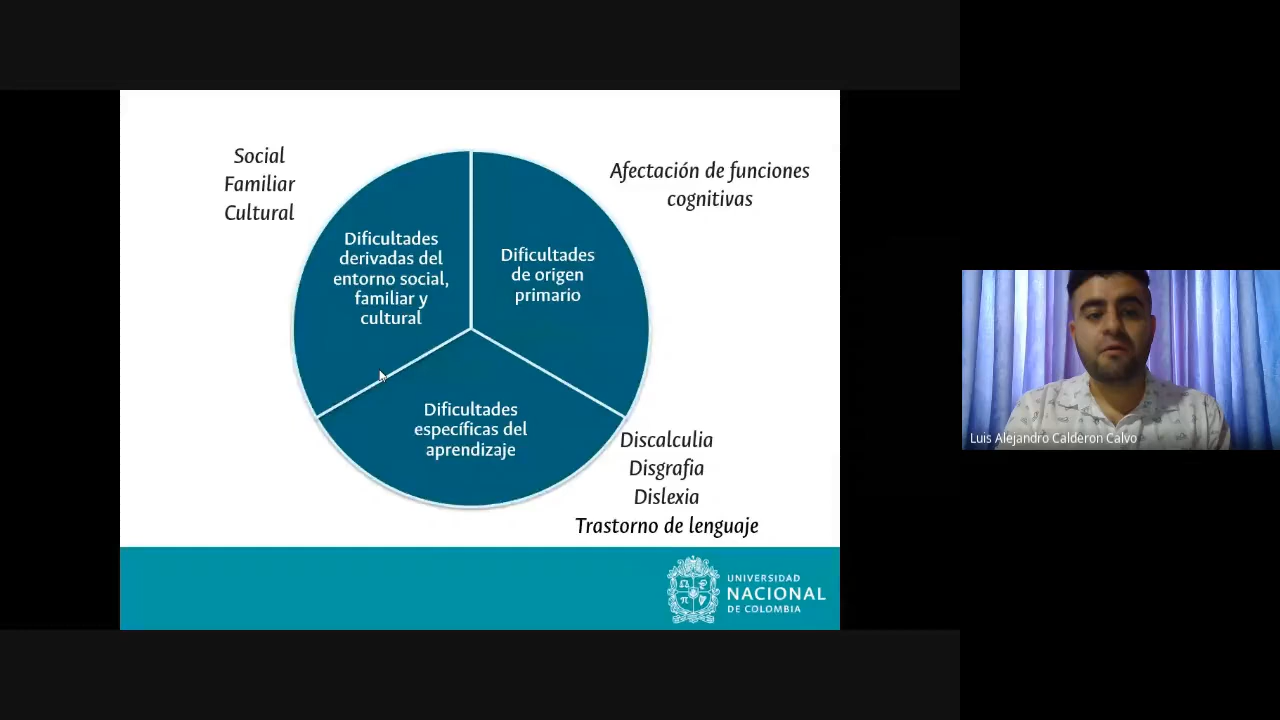 Social
Familiar
Cultural
Afectación de funciones
cognitivas
Dificultades
derivadas del
entorno social,
familiar y
cultural
Dificultades
de origen
primario
Dificultades
específicas del
aprendizaje
Discalculia
Disgrafia
Dislexia
Trastorno de lenguaje
UNIVERSIDAD
NACIONAL
DE COLOMBIA
Luis Alejandro Calderon Calvo